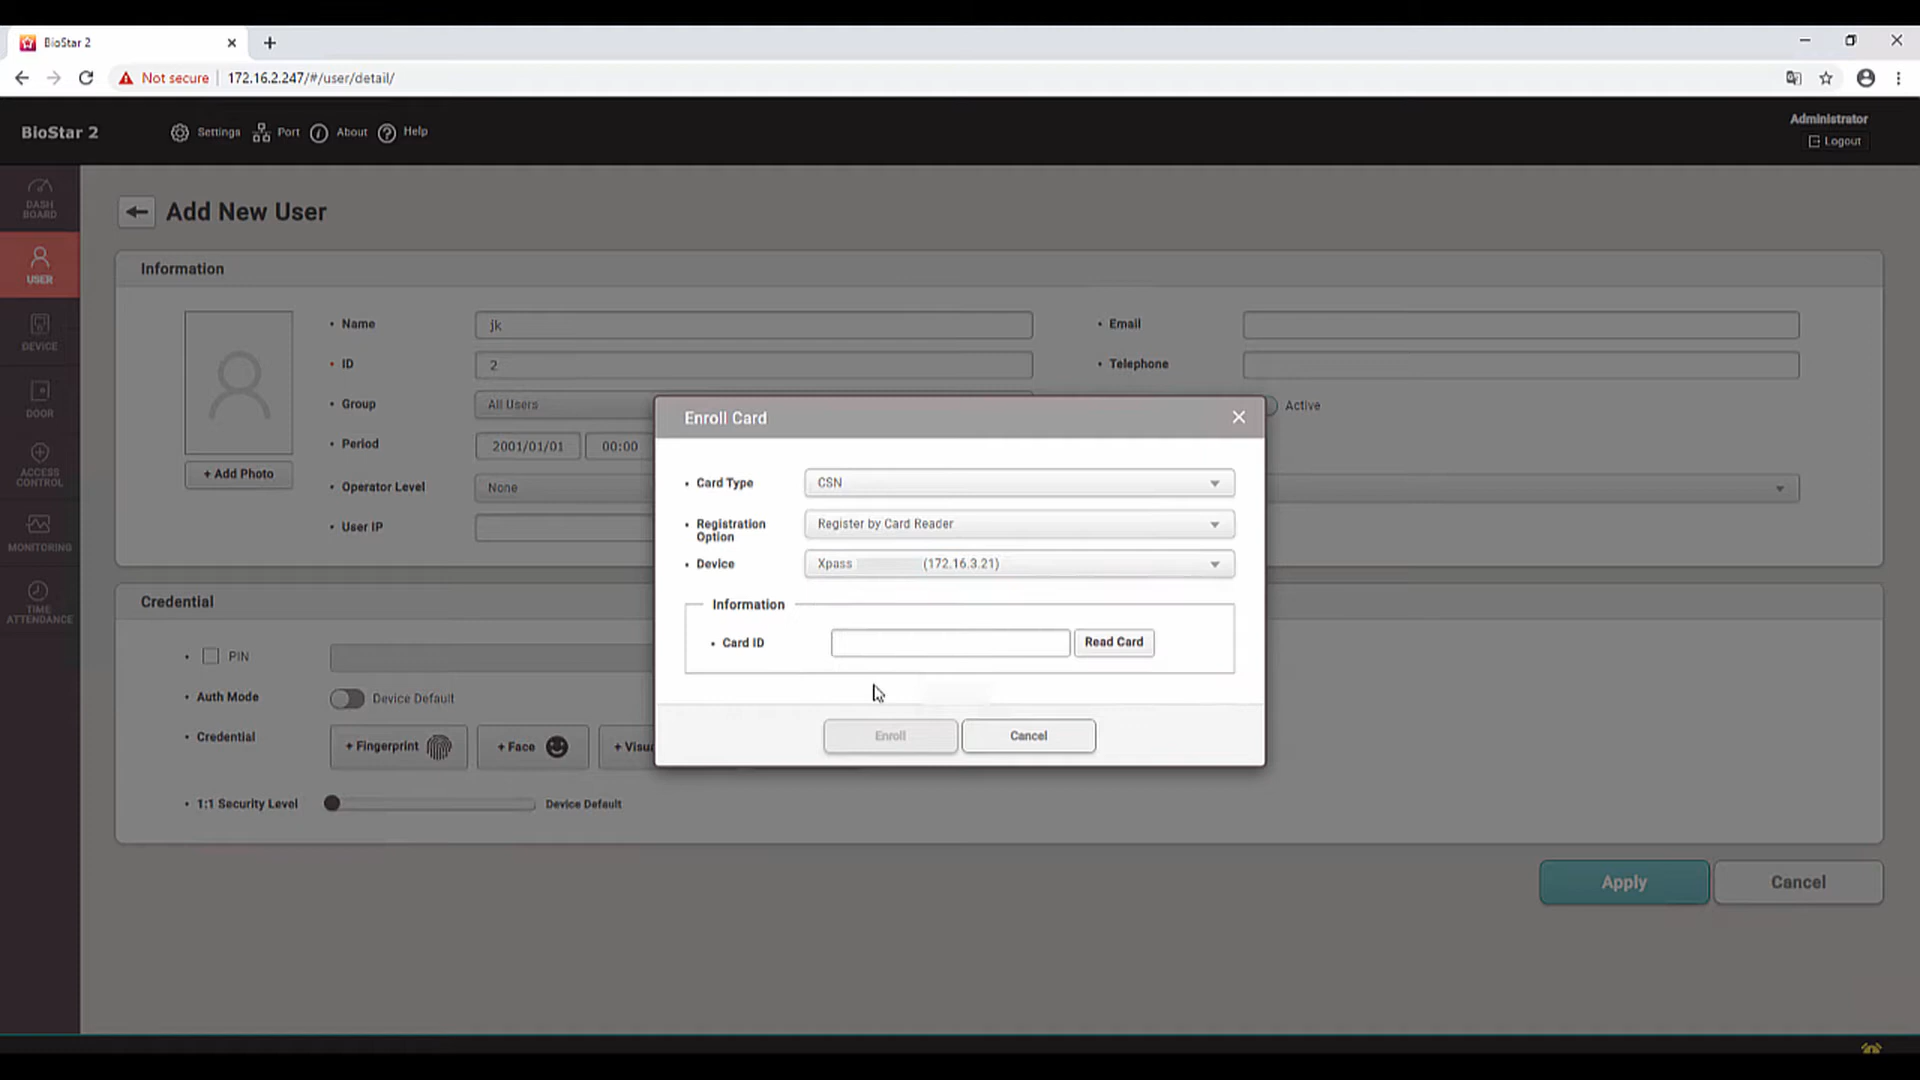 BioStar 2
Not secure
172.16.2.247/#/user/detail/
BioStar 2
Settings
Port
About
Help
Administrator
Logout
DASH
BOARD
USER
DEVICE
DOOR
ACCESS
CONTROL
MONITORING
TIME
ATTENDANCE
Add New User
Information
+ Add Photo
Name
jk
ID
2
Group
All Users
Period
2001/01/01
00:00
Operator Level
None
User IP
Email
Telephone
Active
Enroll Card
Card Type
CSN
Registration
Option
Register by Card Reader
Device
Xpass (172.16.3.21)
Information
Card ID
Read Card
Enroll
Cancel
Credential
PIN
Auth Mode
Device Default
Credential
+ Fingerprint
+ Face
+ Visu
1:1 Security Level
Device Default
Apply
Cancel